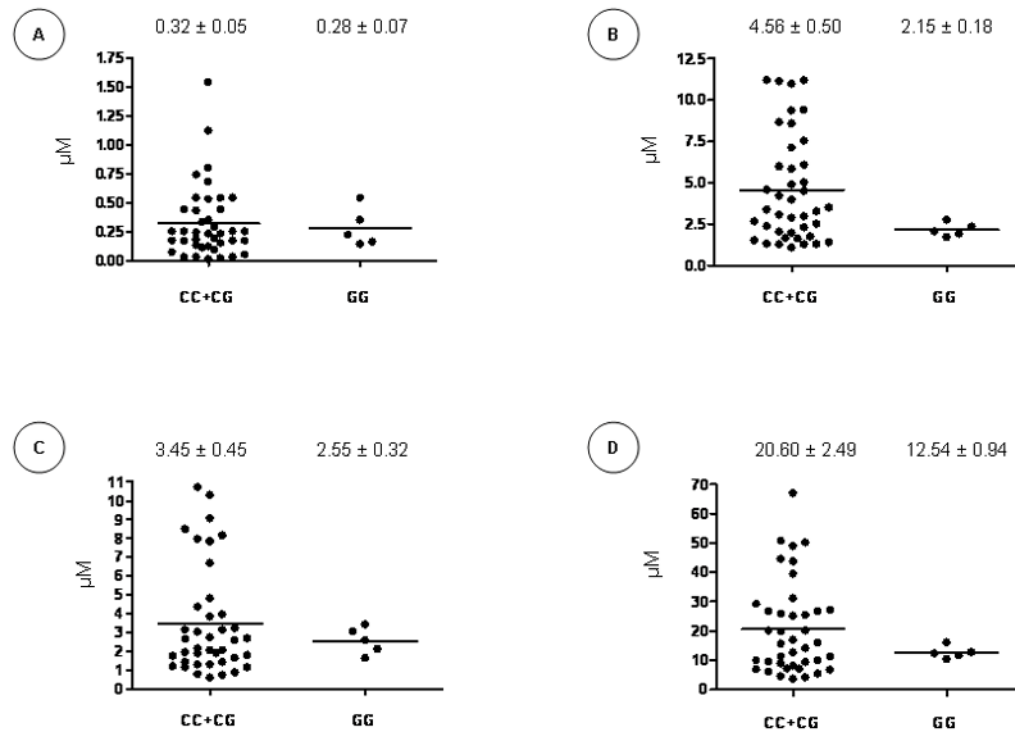 A
0.32 ± 0.05 0.28 ± 0.07
1.75
1.50
1.25
1.00
0.75
0.50
0.25
0.00
µM
CC+CG GG
B
4.56 ± 0.50 2.15 ± 0.18
12.5
10.0
7.5
5.0
2.5
0.0
µM
CC+CG GG
C
3.45 ± 0.45 2.55 ± 0.32
11
10
9
8
7
6
5
4
3
2
1
0
µM
CC+CG GG
D
20.60 ± 2.49 12.54 ± 0.94
70
60
50
40
30
20
10
0
µM
CC+CG GG